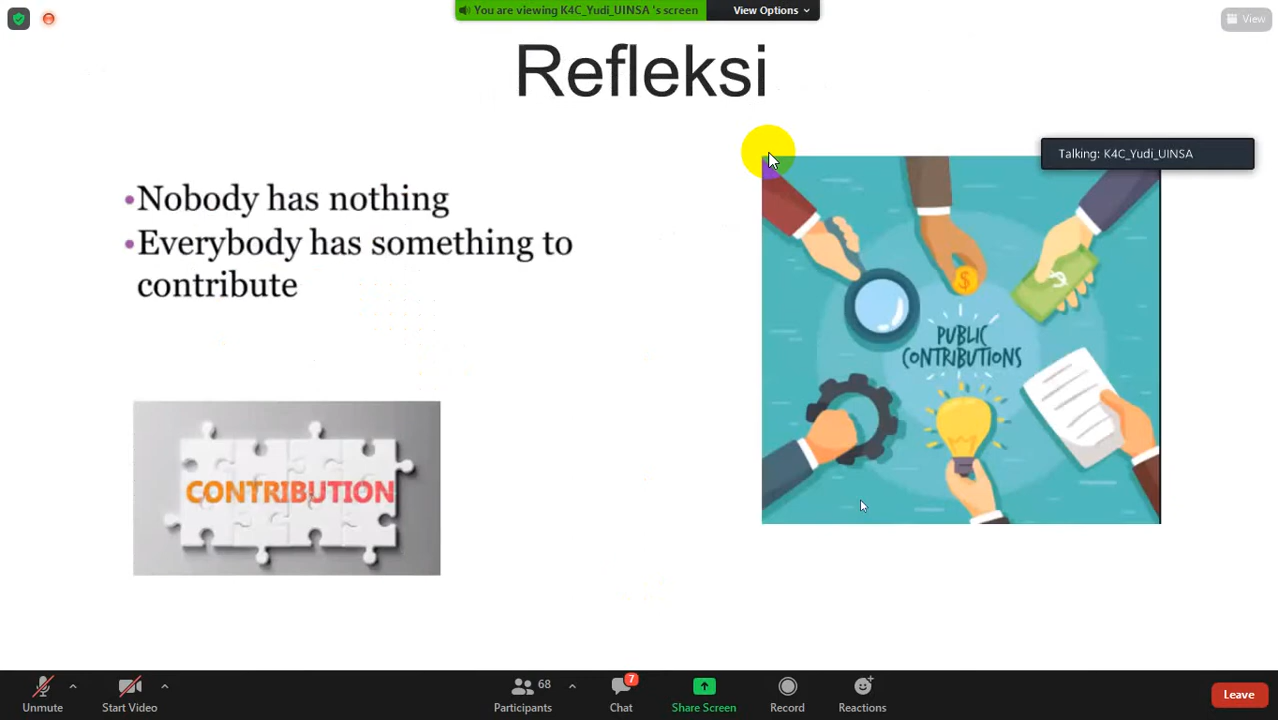 You are viewing K4C_Yudi_UINSA 's screen
View Options
View
Refleksi
Talking: K4C_Yudi_UINSA
•Nobody has nothing
•Everybody has something to
contribute
$
$
PUBLIC
CONTRIBUTIONS
CONTRIBUTION
68
7
Unmute
Start Video
Participants
Chat
Share Screen
Record
Reactions
Leave